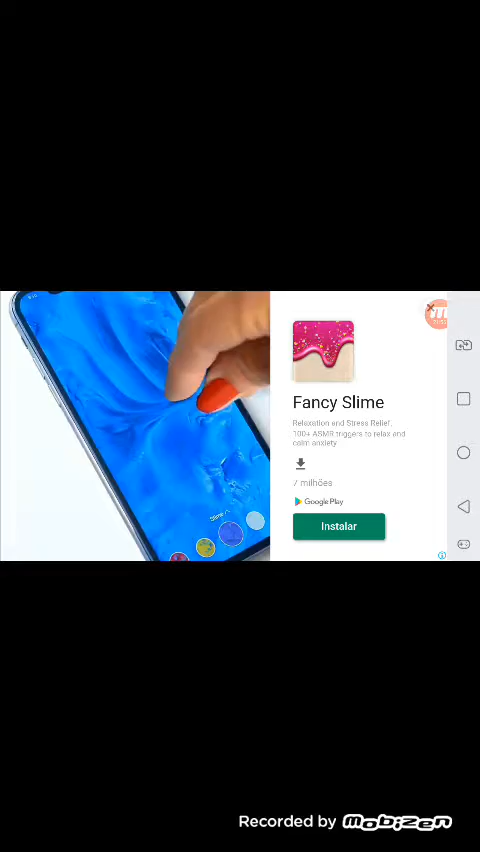 Slime
Fancy Slime
Relaxation and Stress Relief.
100+ ASMR triggers to relax and
calm anxiety
7 milhões
Google Play
Instalar
Recorded by Mobizen